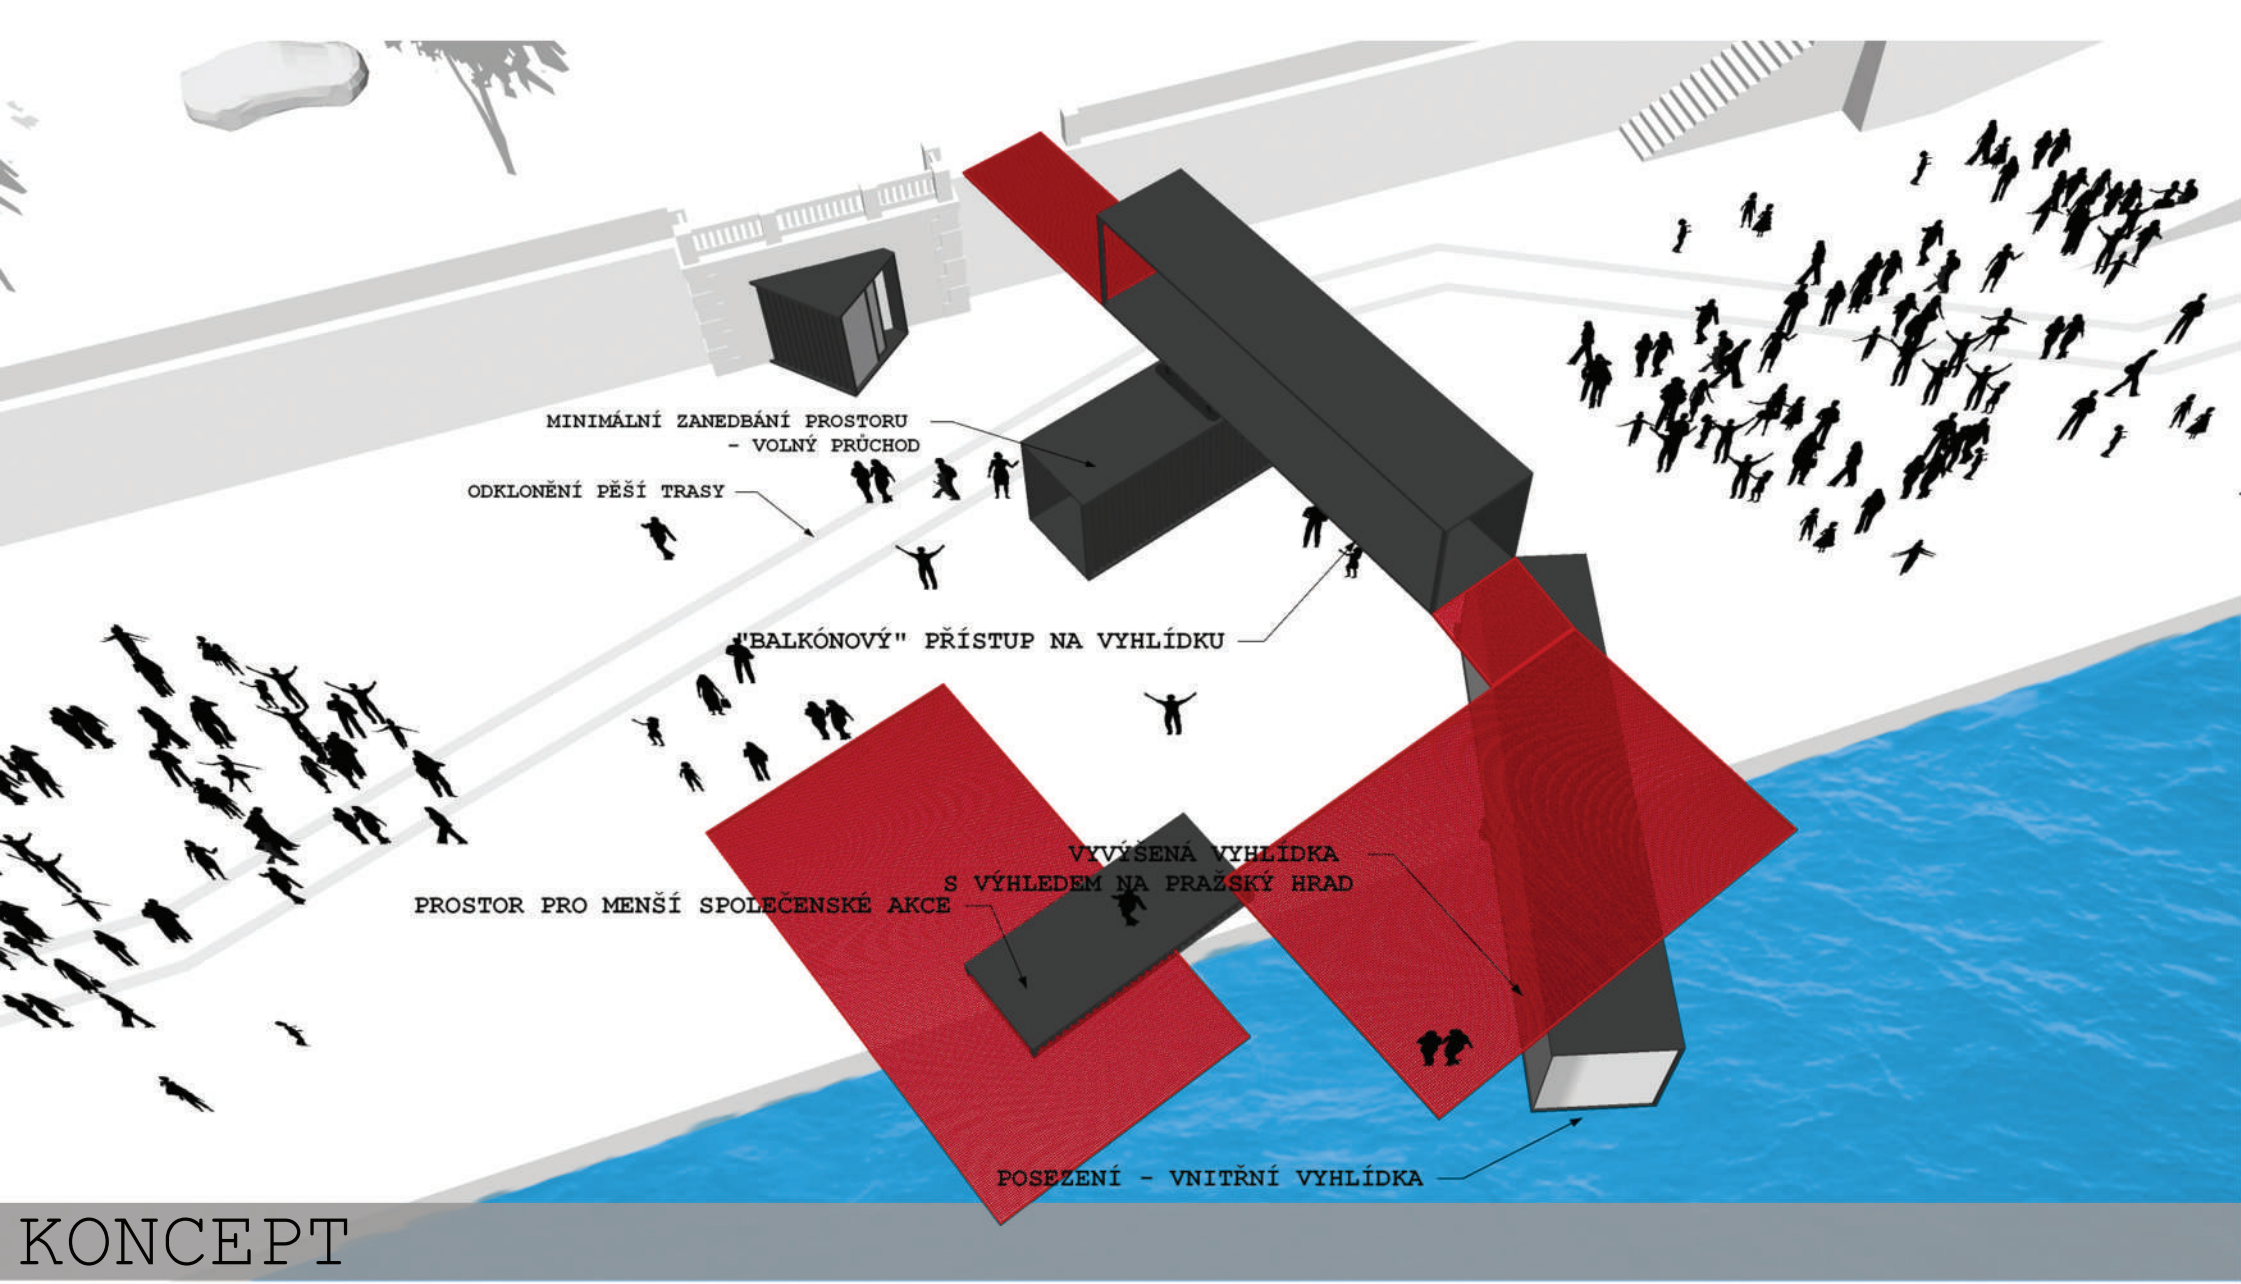 MINIMÁLNÍ ZANEDBÁNÍ PROSTORU
- VOLNÝ PRŮCHOD
ODKLONĚNÍ PĚŠÍ TRASY
"BALKÓNOVÝ" PŘÍSTUP NA VYHLÍDKU
VYVÝŠENÁ VYHLÍDKA
S VÝHLEDEM NA PRAŽSKÝ HRAD
PROSTOR PRO MENŠÍ SPOLEČENSKÉ AKCE
POSEZENÍ - VNITŘNÍ VYHLÍDKA
KONCEPT